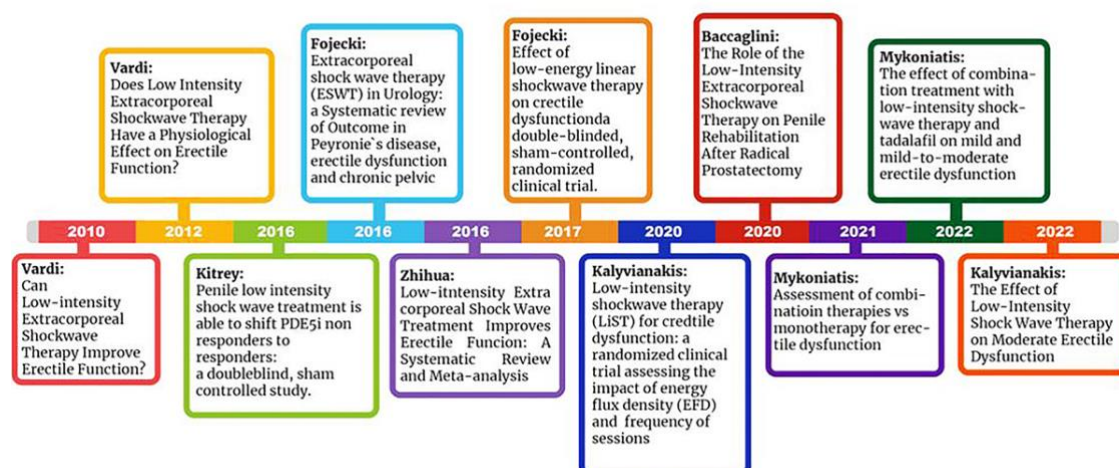 Vardi:
Does Low Intensity
Extracorporeal
Shockwave Therapy
Have a Physiological
Effect on Erectile
Function?
Fojecki:
Extracorporeal
shock wave therapy
(ESWT) in Urology:
a Systematic review
of Outcome in
Peyronie`s disease,
erectile dysfunction
and chronic pelvic
Fojecki:
Effect of
low-energy linear
shockwave therapy
on crectile
dysfunctionda
double-blinded,
sham-controlled,
randomized
clinical trial.
Baccaglini:
The Role of the
Low-Intensity
Extracorporeal
Shockwave
Therapy on Penile
Rehabilitation
After Radical
Prostatectomy
Mykoniatis:
The effect of combina-
tion treatment with
low-intensity shock-
wave therapy and
tadalafil on mild and
mild-to-moderate
erectile dysfunction
2010 2012 2016 2016 2016 2017 2020 2020 2021 2022 2022
Vardi:
Can
Low-intensity
Extracorporeal
Shockwave
Therapy Improve
Erectile Function?
Kitrey:
Penile low intensity
shock wave treatment is
able to shift PDE5i non
responders to
responders:
a doubleblind, sham
controlled study.
Zhihua:
Low-itntensity Extra
corporeal Shock Wave
Treatment Improves
Erectile Funcion: A
Systematic Review
and Meta-analysis
Kalyvianakis:
Low-intensity
shockwave therapy
(LiST) for credtile
dysfunction: a
randomized clinical
trial assessing the
impact of energy
flux density (EFD)
and frequency of
sessions
Mykoniatis:
Assessment of combi-
natioin therapies vs
monotherapy for erec-
tile dysfunction
Kalyvianakis:
The Effect of
Low-Intensity
Shock Wave Therapy
on Moderate Erectile
Dysfunction